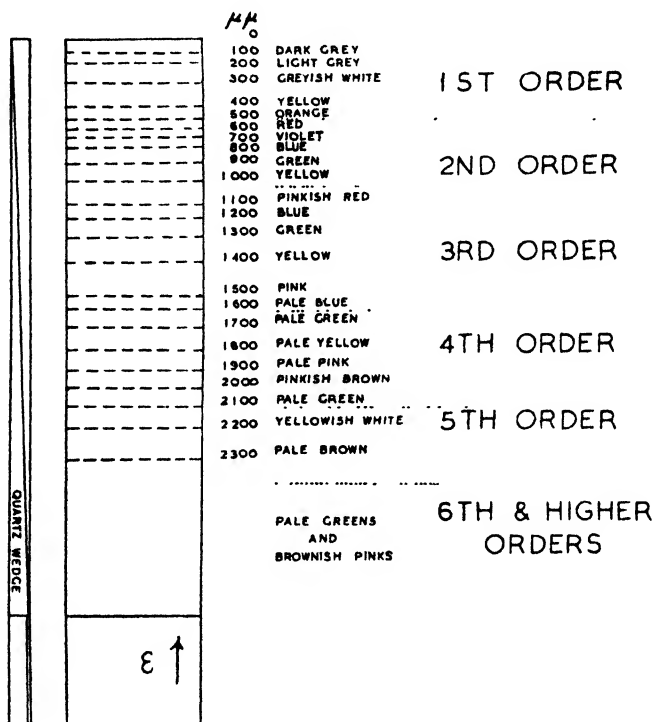 μμ
0
100 DARK GREY
200 LIGHT GREY
300 GREYISH WHITE
1ST ORDER
400 YELLOW
500 ORANGE
600 RED
700 VIOLET
800 BLUE
900 GREEN
1000 YELLOW
2ND ORDER
1100 PINKISH RED
1200 BLUE
1300 GREEN
1400 YELLOW
3RD ORDER
1500 PINK
1600 PALE BLUE
1700 PALE GREEN
1800 PALE YELLOW
4TH ORDER
1900 PALE PINK
2000 PINKISH BROWN
2100 PALE GREEN
2200 YELLOWISH WHITE
5TH ORDER
2300 PALE BROWN
PALE GREENS
AND
BROWNISH PINKS
6TH & HIGHER
ORDERS
QUARTZ WEDGE
ε ↑